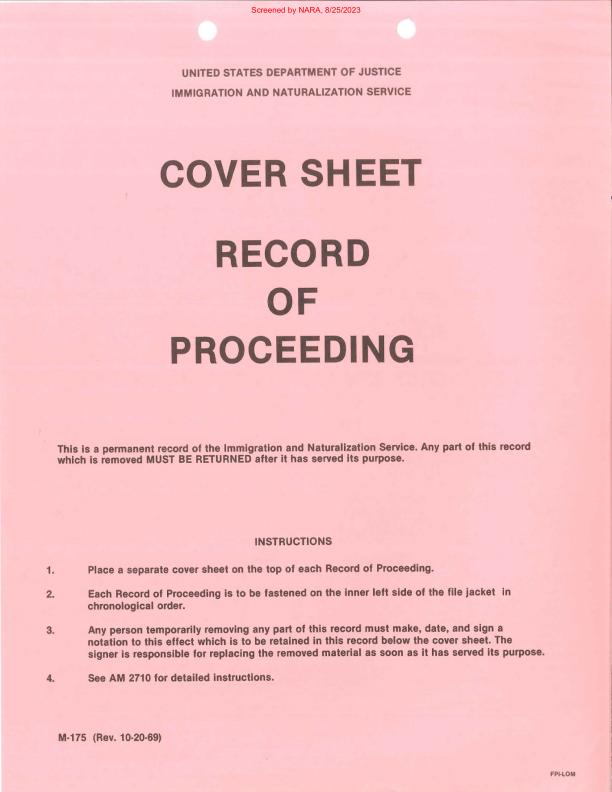 Screened by NARA, 8/25/2023
UNITED STATES DEPARTMENT OF JUSTICE
IMMIGRATION AND NATURALIZATION SERVICE
COVER SHEET
RECORD
OF
PROCEEDING
This is a permanent record of the Immigration and Naturalization Service. Any part of this record
which is removed MUST BE RETURNED after it has served its purpose.
INSTRUCTIONS
1. Place a separate cover sheet on the top of each Record of Proceeding.
2. Each Record of Proceeding is to be fastened on the inner left side of the file jacket in
chronological order.
3. Any person temporarily removing any part of this record must make, date, and sign a
notation to this effect which is to be retained in this record below the cover sheet. The
signer is responsible for replacing the removed material as soon as it has served its purpose.
4. See AM 2710 for detailed instructions.
M-175 (Rev. 10-20-69)
FPI-LOM